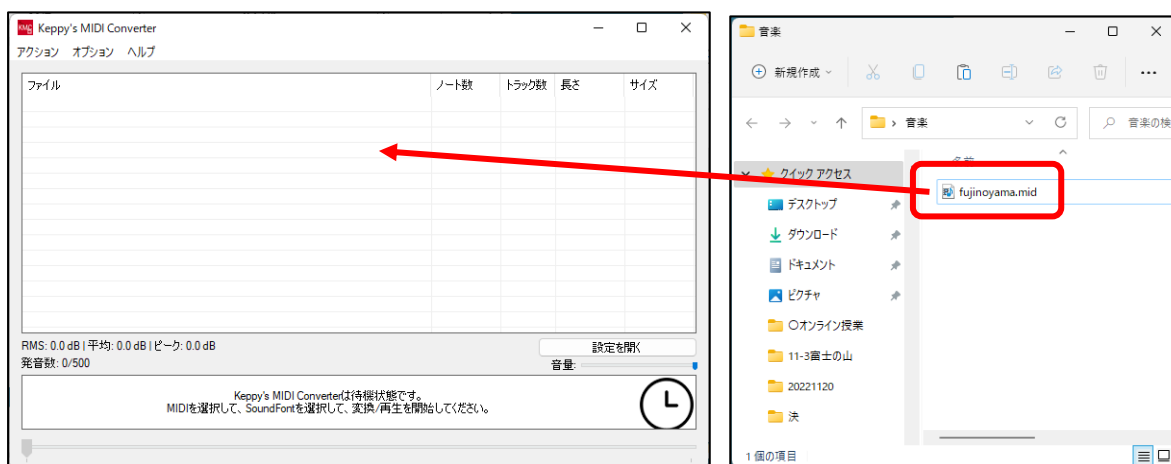 Keppy's MIDI Converter
アクション オプション ヘルプ
ファイル ノート数 トラック数 長さ サイズ
RMS: 0.0 dB | 平均: 0.0 dB | ピーク: 0.0 dB
設定を開く
発音数: 0/500
音量:
Keppy's MIDI Converterは待機状態です。
MIDIを選択して、SoundFontを選択して、変換/再生を開始してください。
音楽
新規作成
音楽
音楽の検
名前
クイック アクセス
fujinoyama.mid
デスクトップ
ダウンロード
ドキュメント
ピクチャ
〇オンライン授業
11-3富士の山
20221120
決
1 個の項目